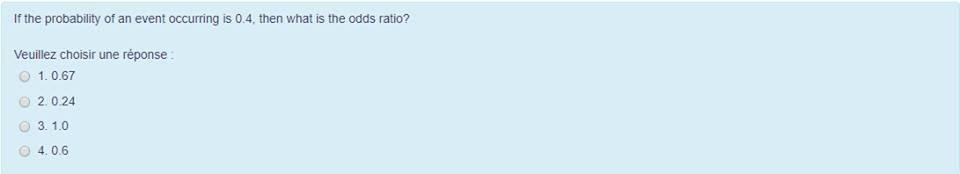 If the probability of an event occurring is 0.4, then what is the odds ratio?
Veuillez choisir une réponse :
1. 0.67
2. 0.24
3. 1.0
4. 0.6